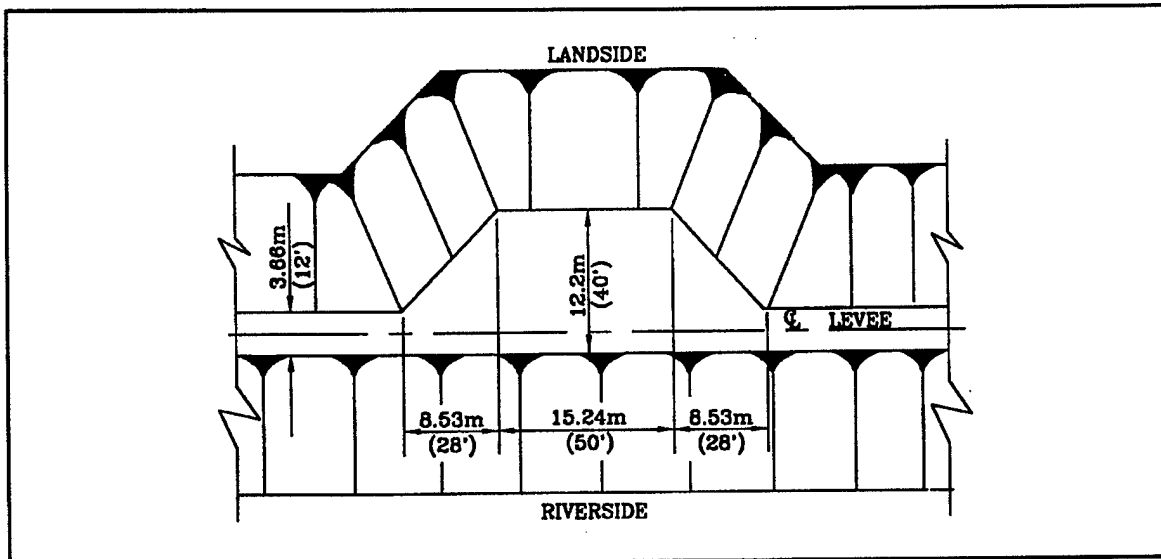 LANDSIDE
3.66m
(12')
12.2m
(40')
℄ LEVEE
8.53m
(28')
15.24m
(50')
8.53m
(28')
RIVERSIDE